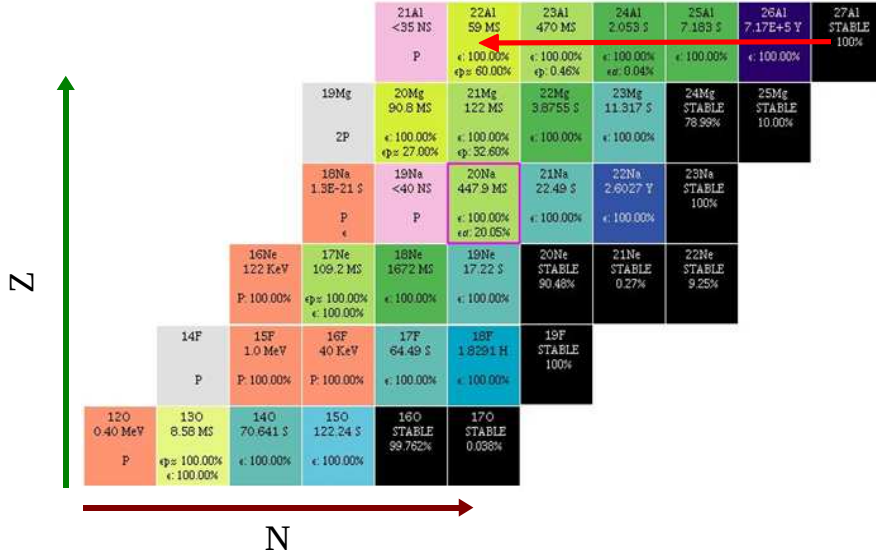 21Al
<35 NS
P
22Al
59 MS
ϵ: 100.00%
ϵp≈ 60.00%
23Al
470 MS
ϵ: 100.00%
ϵp: 0.46%
24Al
2.053 S
ϵ: 100.00%
ϵα: 0.04%
25Al
7.183 S
ϵ: 100.00%
26Al
7.17E+5 Y
ϵ: 100.00%
27Al
STABLE
100%
19Mg
2P
20Mg
90.8 MS
ϵ: 100.00%
ϵp≈ 27.00%
21Mg
122 MS
ϵ: 100.00%
ϵp: 32.60%
22Mg
3.8755 S
ϵ: 100.00%
23Mg
11.317 S
ϵ: 100.00%
24Mg
STABLE
78.99%
25Mg
STABLE
10.00%
18Na
1.3E-21 S
P
ϵ
19Na
<40 NS
P
20Na
447.9 MS
ϵ: 100.00%
ϵα: 20.05%
21Na
22.49 S
ϵ: 100.00%
22Na
2.6027 Y
ϵ: 100.00%
23Na
STABLE
100%
16Ne
122 KeV
P: 100.00%
17Ne
109.2 MS
ϵp≈ 100.00%
ϵ: 100.00%
18Ne
1672 MS
ϵ: 100.00%
19Ne
17.22 S
ϵ: 100.00%
20Ne
STABLE
90.48%
21Ne
STABLE
0.27%
22Ne
STABLE
9.25%
14F
P
15F
1.0 MeV
P: 100.00%
16F
40 KeV
P: 100.00%
17F
64.49 S
ϵ: 100.00%
18F
1.8291 H
ϵ: 100.00%
19F
STABLE
100%
12O
0.40 MeV
P
13O
8.58 MS
ϵp≈ 100.00%
ϵ: 100.00%
14O
70.641 S
ϵ: 100.00%
15O
122.24 S
ϵ: 100.00%
16O
STABLE
99.762%
17O
STABLE
0.038%
Z
N